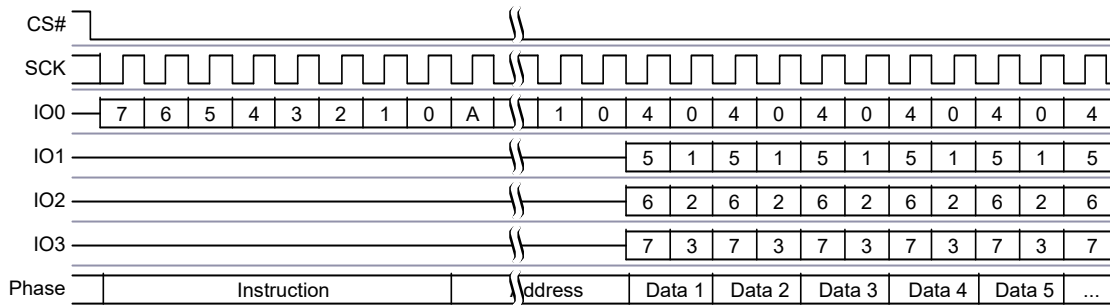 CS#
SCK
IO0 7 6 5 4 3 2 1 0 A 1 0 4 0 4 0 4 0 4 0 4 0 4
IO1 5 1 5 1 5 1 5 1 5 1 5
IO2 6 2 6 2 6 2 6 2 6 2 6
IO3 7 3 7 3 7 3 7 3 7 3 7
Phase Instruction Address Data 1 Data 2 Data 3 Data 4 Data 5 ...